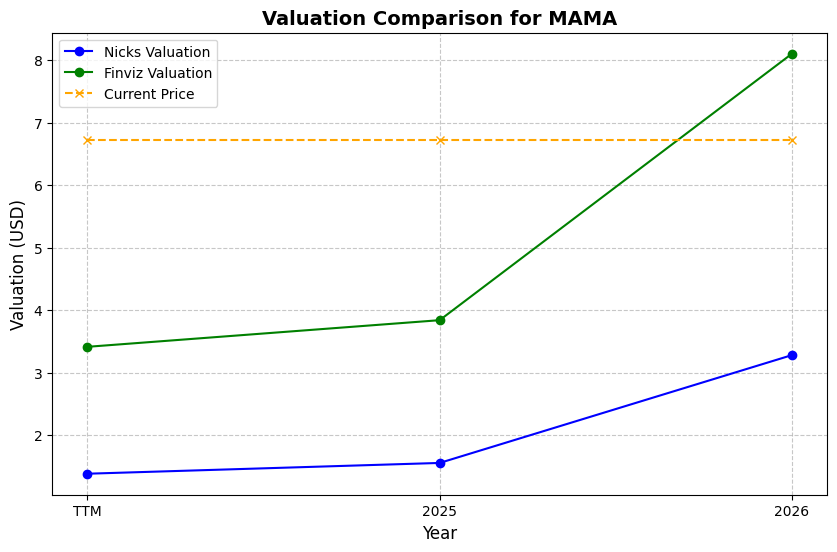 Valuation Comparison for MAMA
Nicks Valuation
Finviz Valuation
Current Price
Valuation (USD)
8
7
6
5
4
3
2
TTM
2025
2026
Year